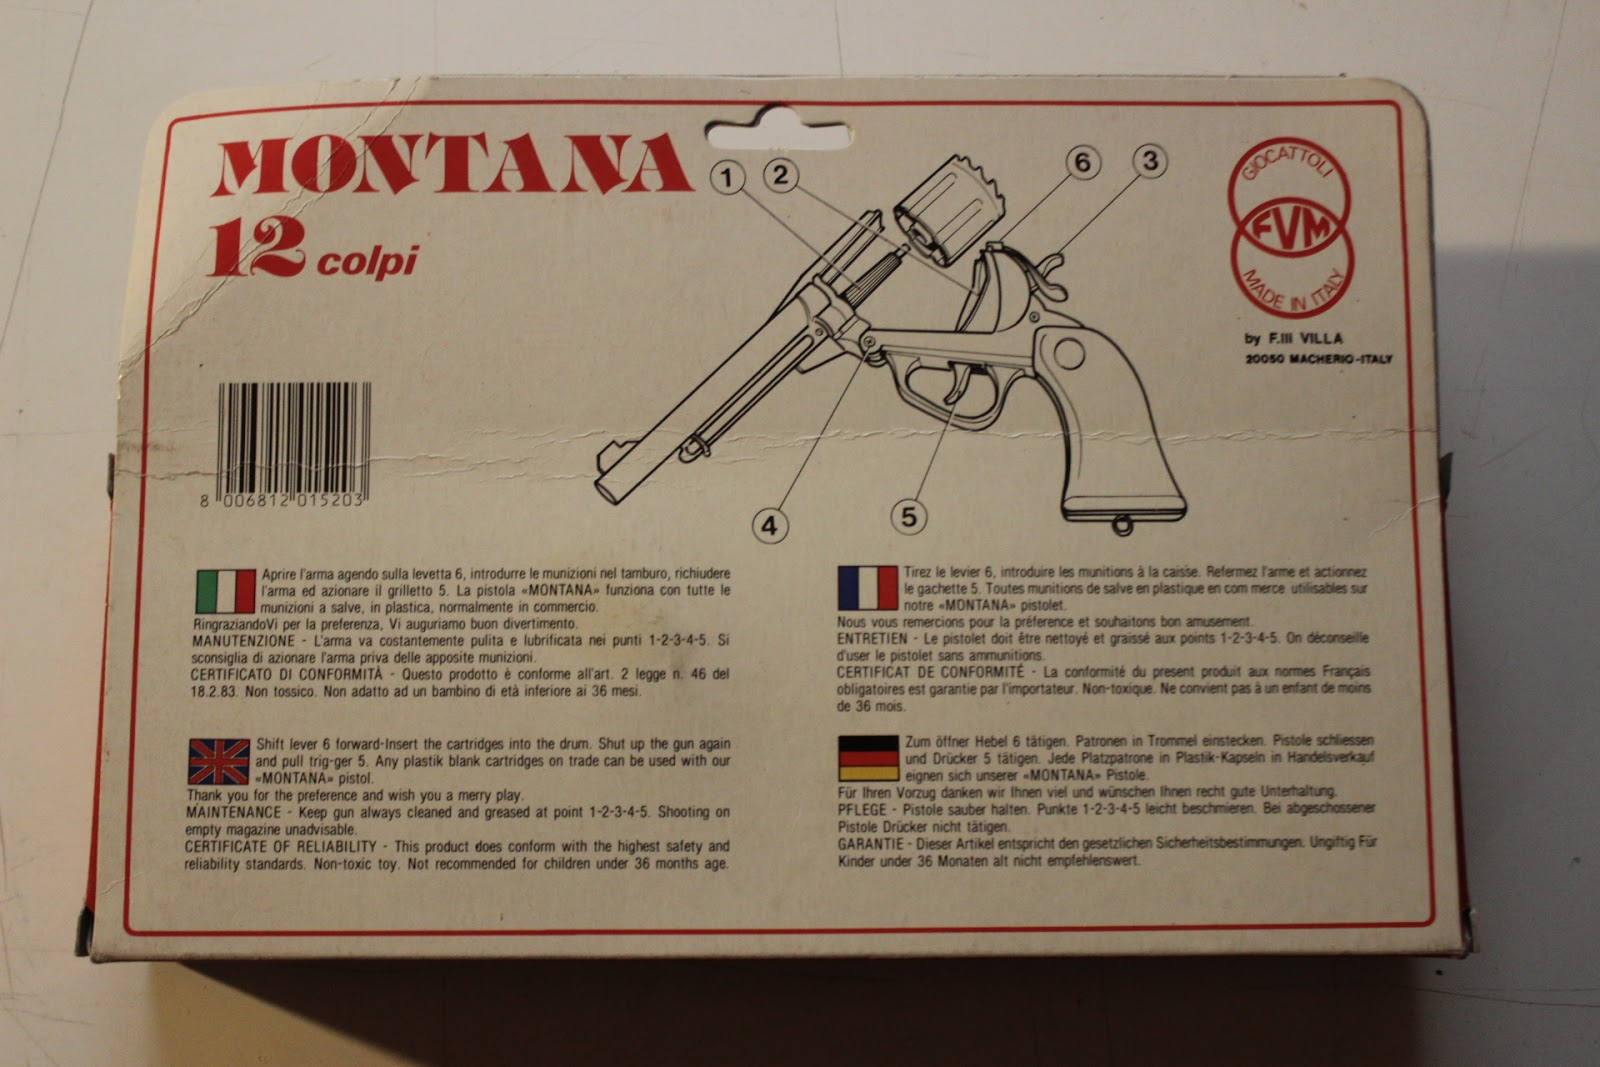 MONTANA
12 colpi
1 2 6 3
4 5
GIOCATTOLI
FVM
MADE IN ITALY
by F.lli VILLA
20050 MACHERIO-ITALY
8 006812 015203
Aprire l'arma agendo sulla levetta 6, introdurre le munizioni nel tamburo, richiudere
l'arma ed azionare il grilletto 5. La pistola «MONTANA» funziona con tutte le
munizioni a salve, in plastica, normalmente in commercio.
RingraziandoVi per la preferenza, Vi auguriamo buon divertimento.
MANUTENZIONE - L'arma va costantemente pulita e lubrificata nei punti 1-2-3-4-5. Si
sconsiglia di azionare l'arma priva delle apposite munizioni.
CERTIFICATO DI CONFORMITÀ - Questo prodotto è conforme all'art. 2 legge n. 46 del
18.2.83. Non tossico. Non adatto ad un bambino di età inferiore ai 36 mesi.
Tirez le levier 6, introduire les munitions à la caisse. Refermez l'arme et actionnez
le gachette 5. Toutes munitions de salve en plastique en com merce utilisables sur
notre «MONTANA» pistolet.
Nous vous remercions pour la préference et souhaitons bon amusement.
ENTRETIEN - Le pistolet doit être nettoyé et graissé aux points 1-2-3-4-5. On déconseille
d'user le pistolet sans ammunitions.
CERTIFICAT DE CONFORMITÉ - La conformité du present produit aux normes Français
obligatoires est garantie par l'importateur. Non-toxique. Ne convient pas à un enfant de moins
de 36 mois.
Shift lever 6 forward-Insert the cartridges into the drum. Shut up the gun again
and pull trig-ger 5. Any plastik blank cartridges on trade can be used with our
«MONTANA» pistol.
Thank you for the preference and wish you a merry play.
MAINTENANCE - Keep gun always cleaned and greased at point 1-2-3-4-5. Shooting on
empty magazine unadvisable.
CERTIFICATE OF RELIABILITY - This product does conform with the highest safety and
reliability standards. Non-toxic toy. Not recommended for children under 36 months age.
Zum öffner Hebel 6 tätigen. Patronen in Trommel einstecken. Pistole schliessen
und Drücker 5 tätigen. Jede Platzpatrone in Plastik-Kapseln in Handelsverkauf
eignen sich unserer «MONTANA» Pistole.
Für Ihren Vorzug danken wir Ihnen viel und wünschen Ihnen recht gute Unterhaltung.
PFLEGE - Pistole sauber halten. Punkte 1-2-3-4-5 leicht beschmieren. Bei abgeschossener
Pistole Drücker nicht tätigen.
GARANTIE - Dieser Artikel entspricht den gesetzlichen Sicherheitsbestimmungen. Ungiftig Für
Kinder under 36 Monaten alt nicht empfehlenswert.